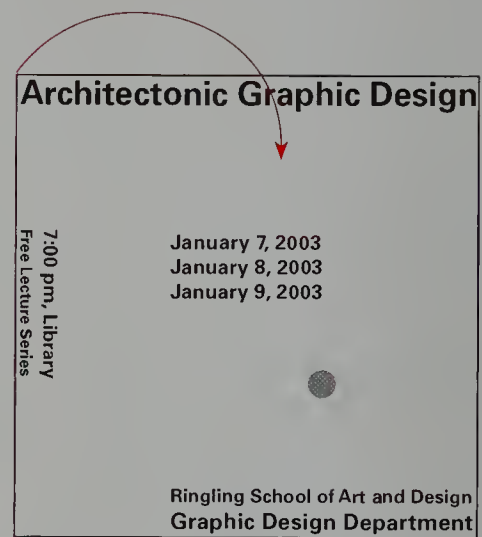 Architectonic Graphic Design
7:00 pm, Library
Free Lecture Series
January 7, 2003
January 8, 2003
January 9, 2003
Ringling School of Art and Design
Graphic Design Department